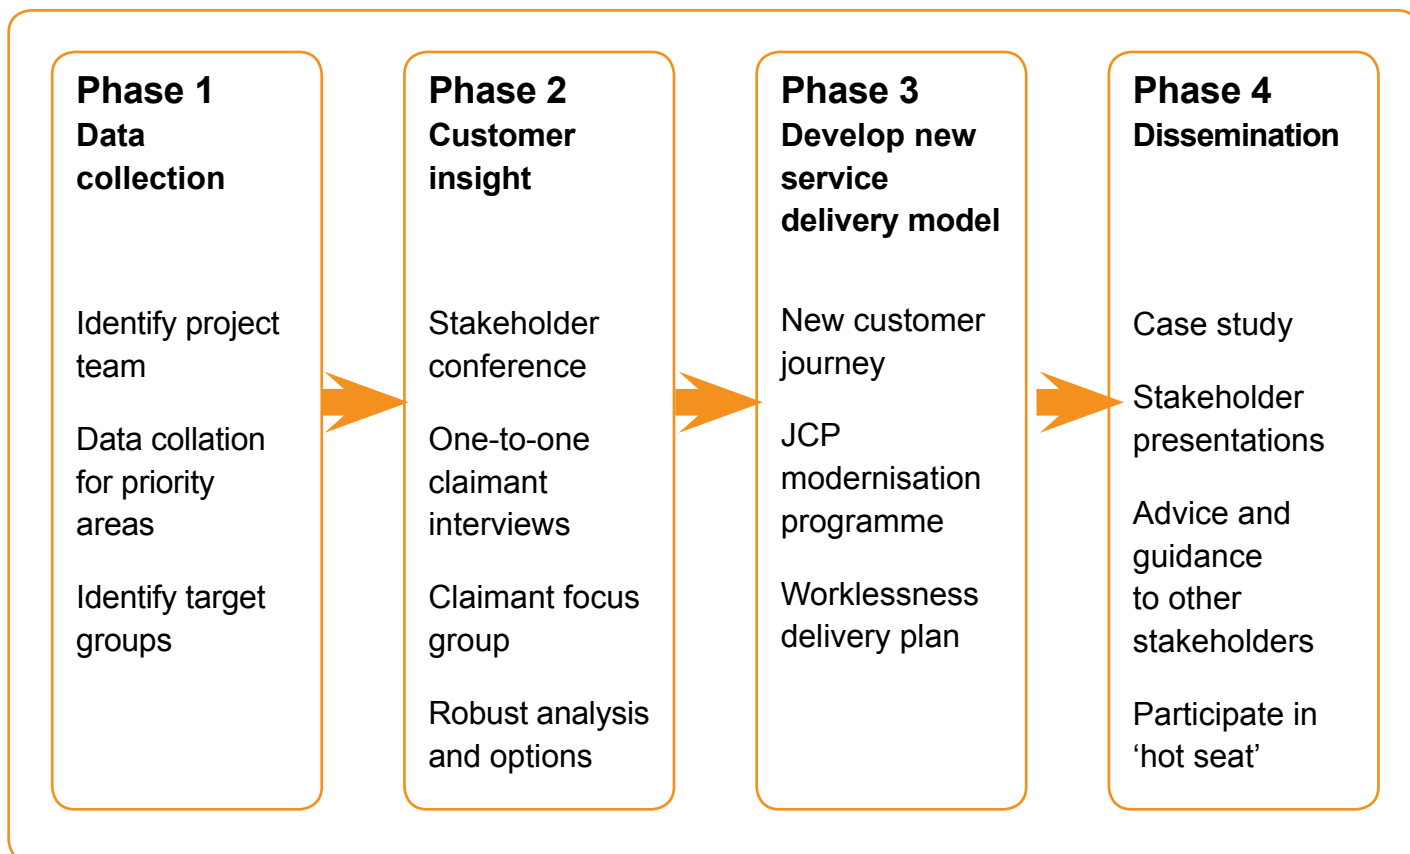 Phase 1
Data
collection
Identify project
team
Data collation
for priority
areas
Identify target
groups
Phase 2
Customer
insight
Stakeholder
conference
One-to-one
claimant
interviews
Claimant focus
group
Robust analysis
and options
Phase 3
Develop new
service
delivery model
New customer
journey
JCP
modernisation
programme
Worklessness
delivery plan
Phase 4
Dissemination
Case study
Stakeholder
presentations
Advice and
guidance
to other
stakeholders
Participate in
‘hot seat’